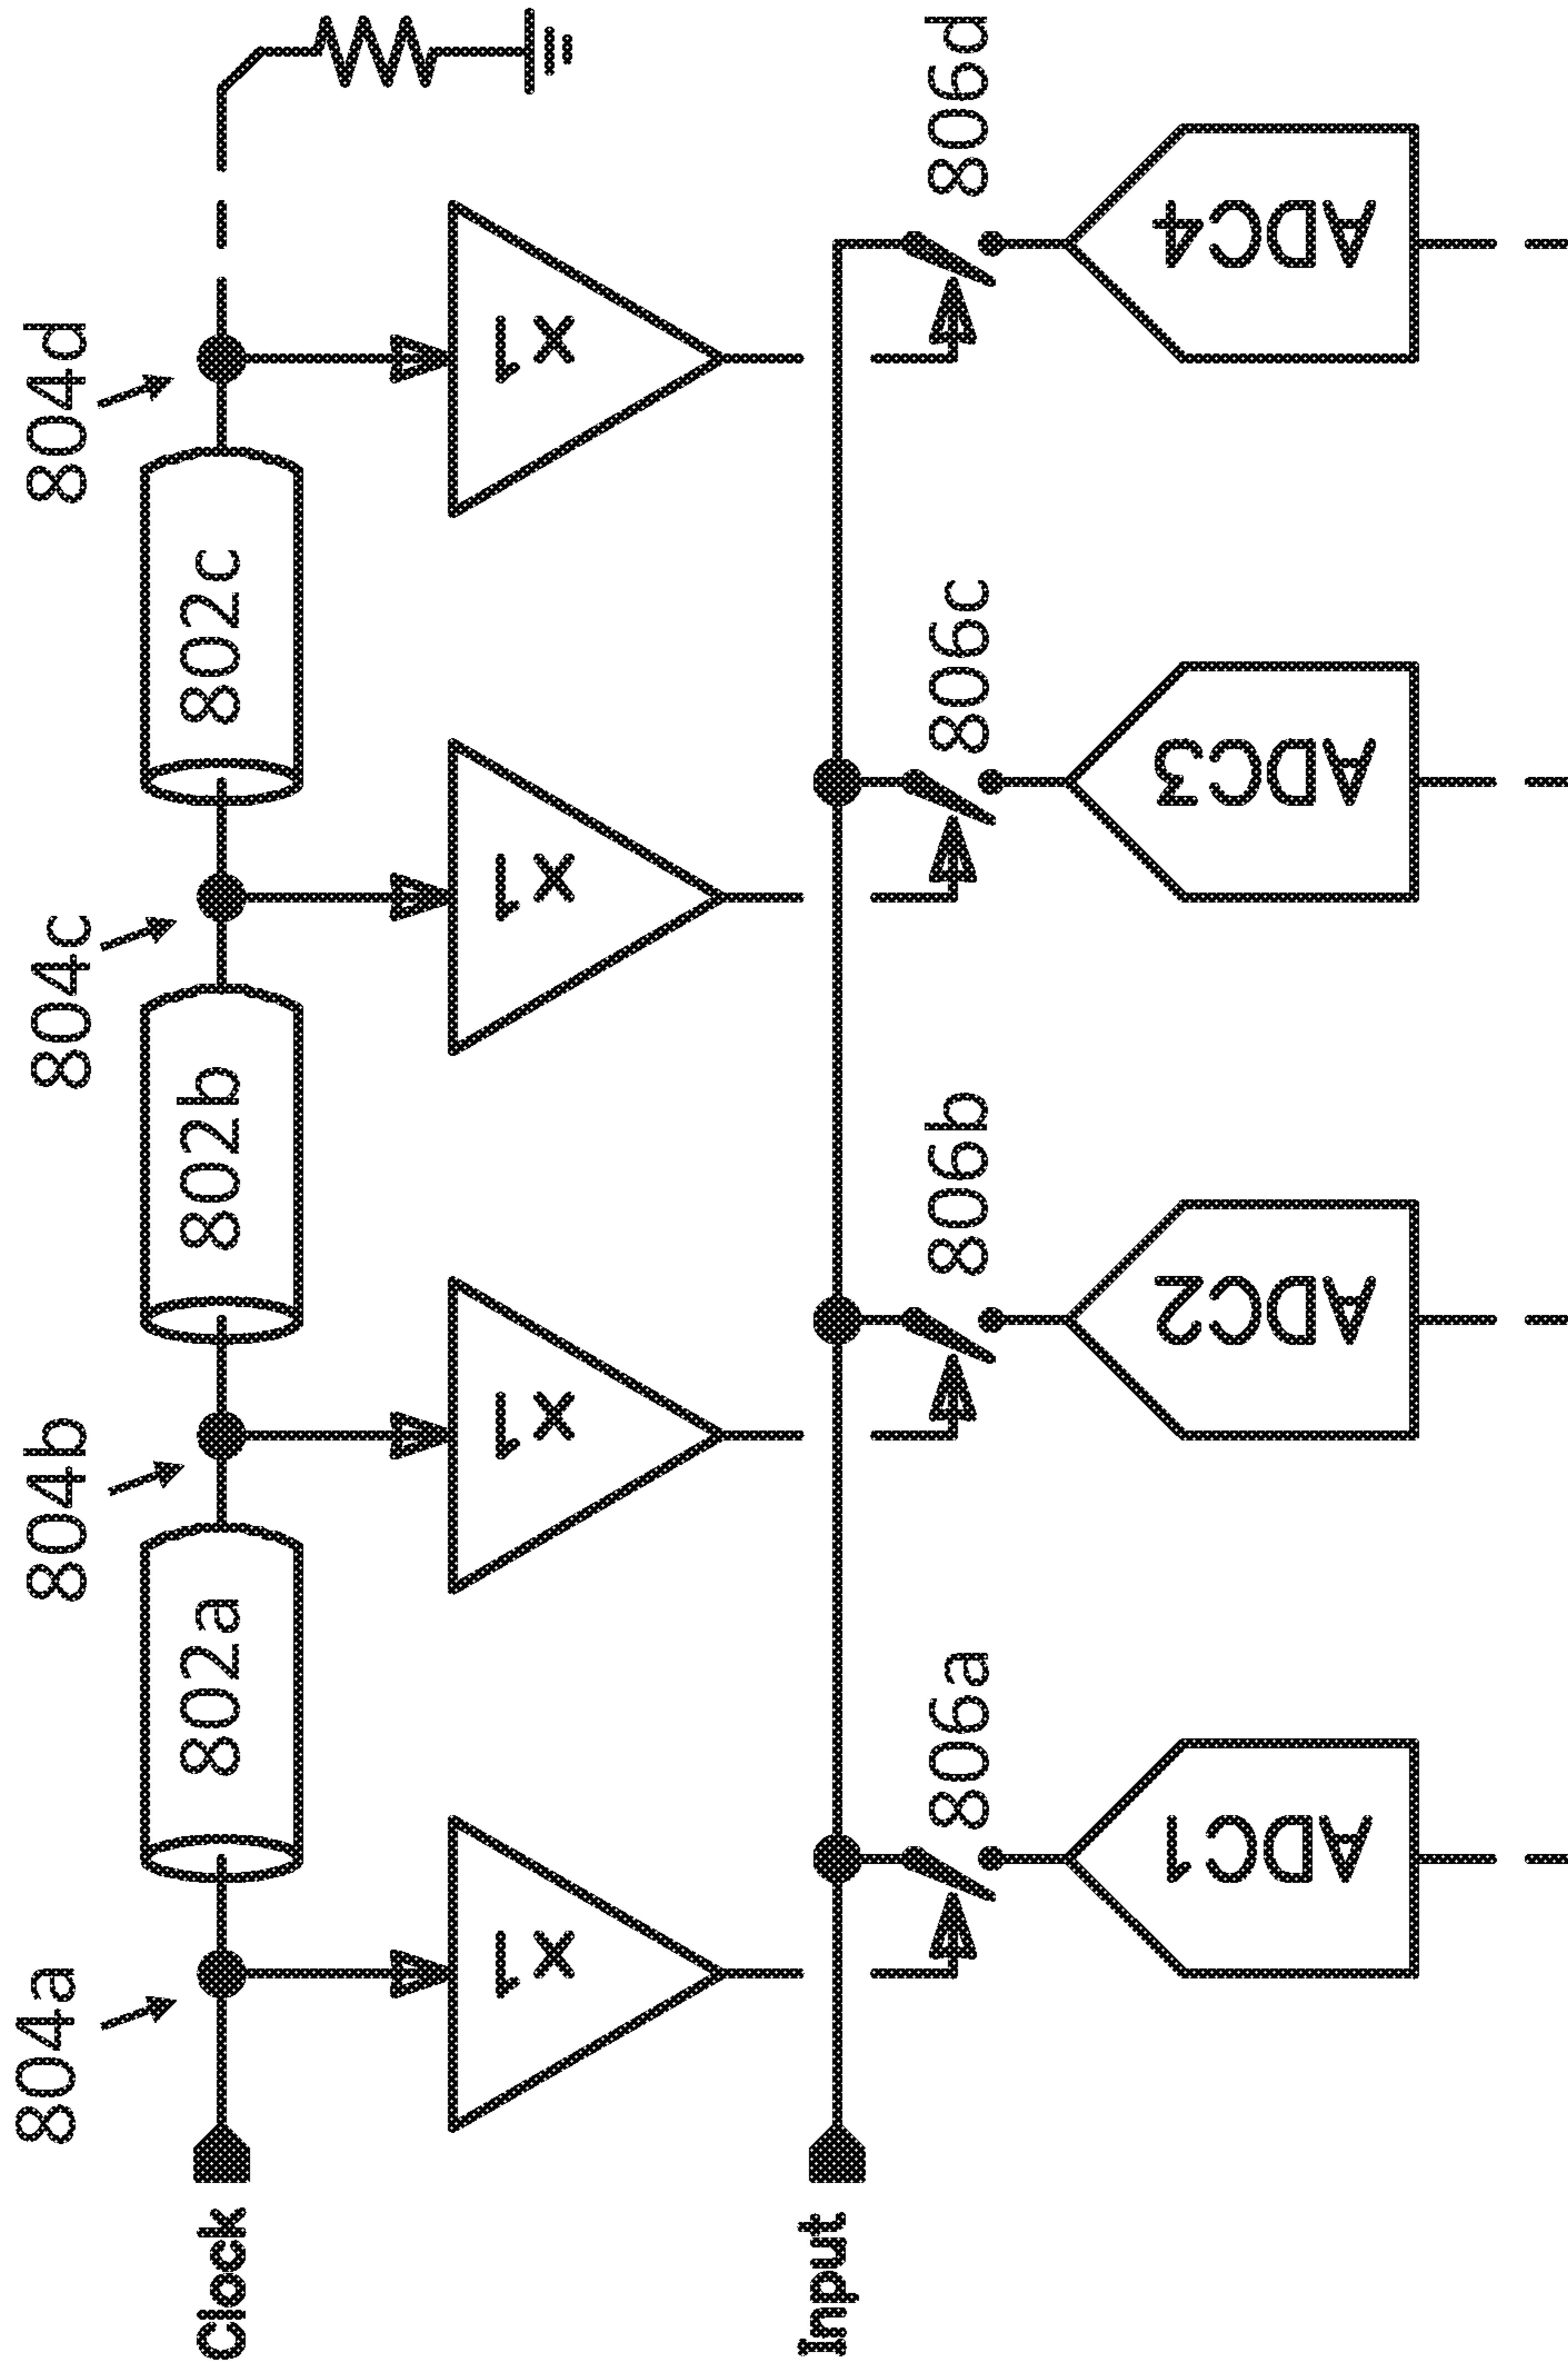 804a
804b
804c
804d
Clock
802a
802b
802c
x1
x1
x1
x1
Input
806a
806b
806c
806d
ADC1
ADC2
ADC3
ADC4